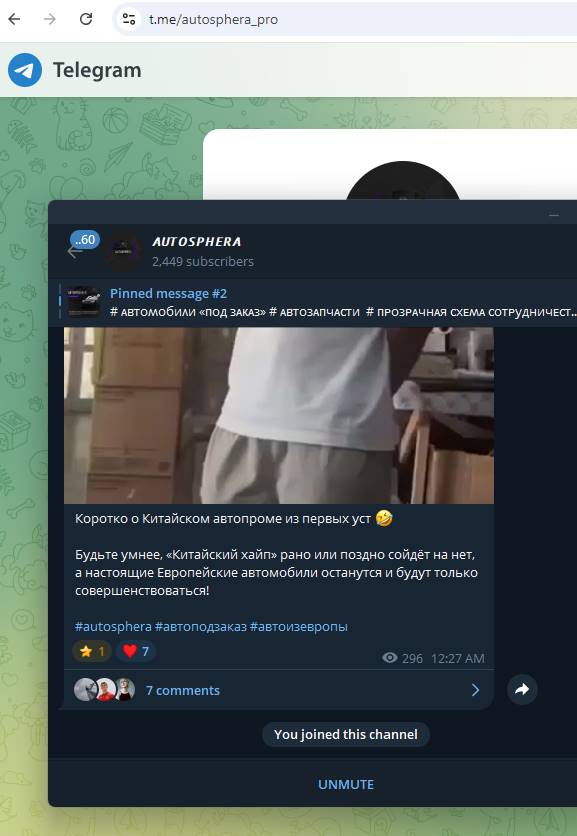 t.me/autosphera_pro
Telegram
..60
AUTOSPHERA
2,449 subscribers
Pinned message #2
# АВТОМОБИЛИ «ПОД ЗАКАЗ» # АВТОЗАПЧАСТИ # ПРОЗРАЧНАЯ СХЕМА СОТРУДНИЧЕСТ...
Коротко о Китайском автопроме из первых уст 🤣
Будьте умнее, «Китайский хайп» рано или поздно сойдёт на нет,
а настоящие Европейские автомобили останутся и будут только
совершенствоваться!
#autosphera #автоподзаказ #автоизевропы
⭐ 1 ❤️ 7
296 12:27 AM
7 comments
You joined this channel
UNMUTE